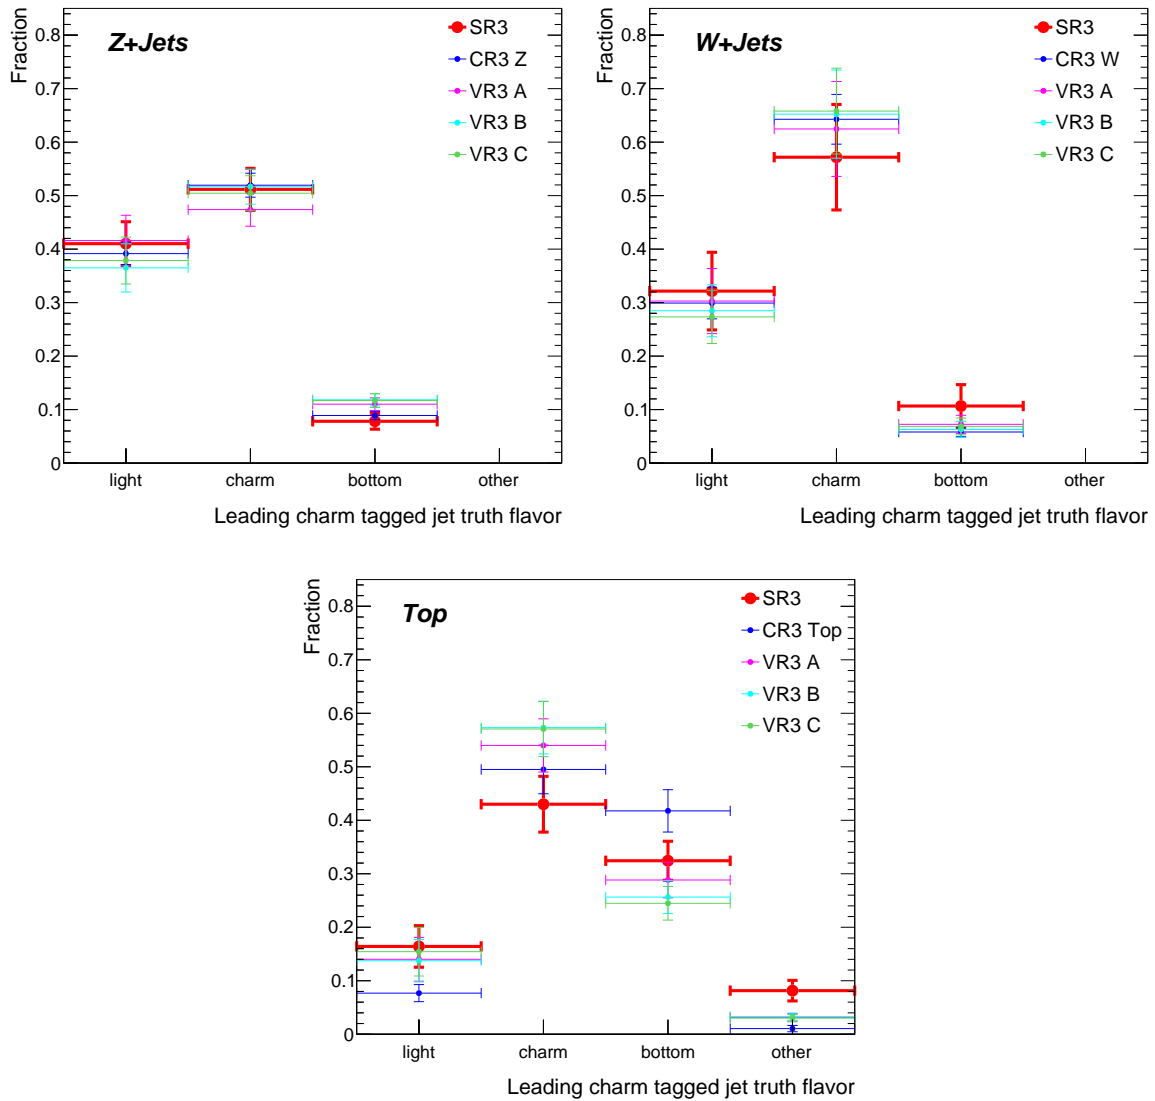 Fraction
Z+Jets
SR3
CR3 Z
VR3 A
VR3 B
VR3 C
0.8
0.7
0.6
0.5
0.4
0.3
0.2
0.1
0
light charm bottom other
Leading charm tagged jet truth flavor
Fraction
W+Jets
SR3
CR3 W
VR3 A
VR3 B
VR3 C
0.8
0.7
0.6
0.5
0.4
0.3
0.2
0.1
0
light charm bottom other
Leading charm tagged jet truth flavor
Fraction
Top
SR3
CR3 Top
VR3 A
VR3 B
VR3 C
0.8
0.7
0.6
0.5
0.4
0.3
0.2
0.1
0
light charm bottom other
Leading charm tagged jet truth flavor